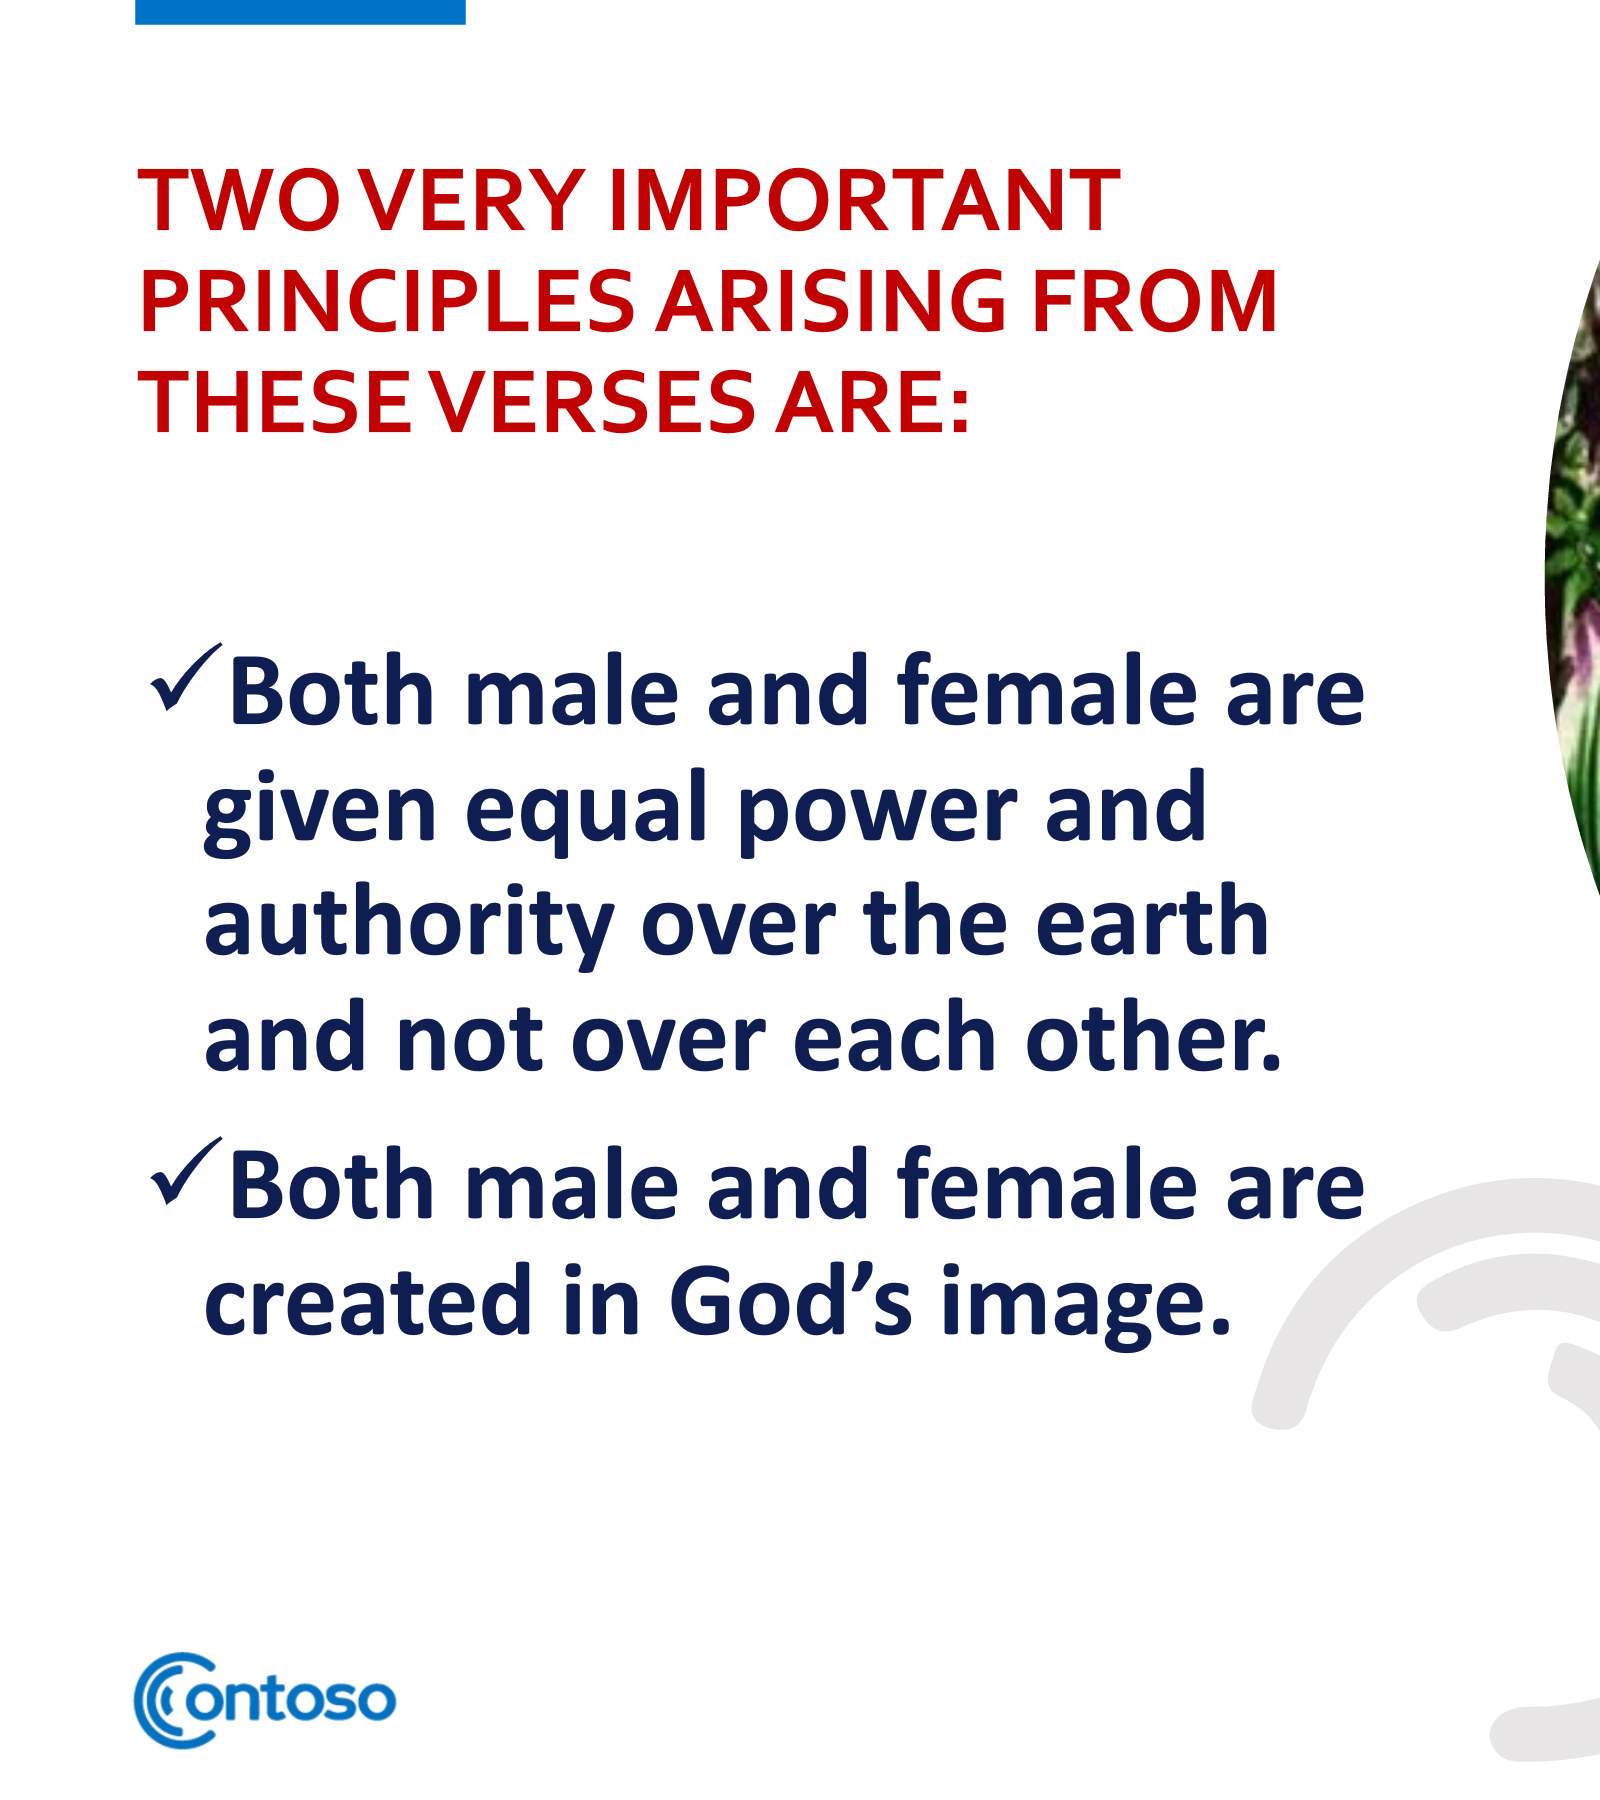 TWO VERY IMPORTANT
PRINCIPLES ARISING FROM
THESE VERSES ARE:
✓Both male and female are
given equal power and
authority over the earth
and not over each other.
✓Both male and female are
created in God’s image.
Contoso